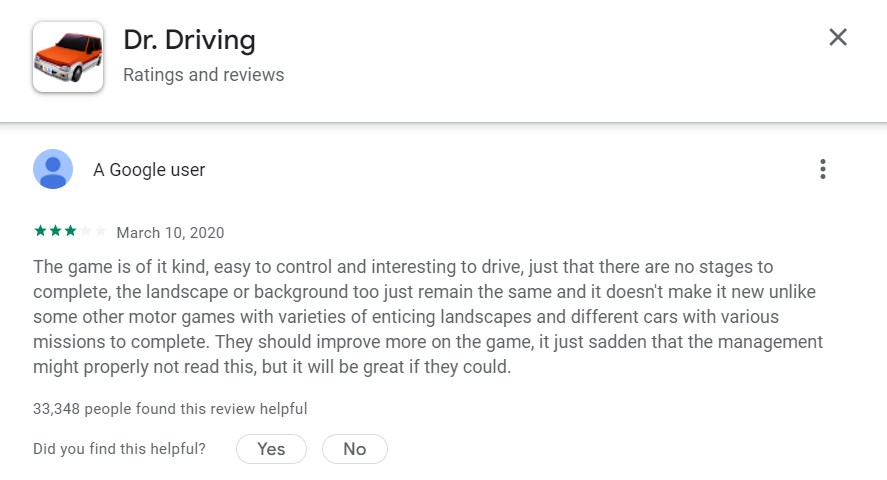 Dr. Driving
Ratings and reviews
A Google user
March 10, 2020
The game is of it kind, easy to control and interesting to drive, just that there are no stages to
complete, the landscape or background too just remain the same and it doesn't make it new unlike
some other motor games with varieties of enticing landscapes and different cars with various
missions to complete. They should improve more on the game, it just sadden that the management
might properly not read this, but it will be great if they could.
33,348 people found this review helpful
Did you find this helpful? Yes No